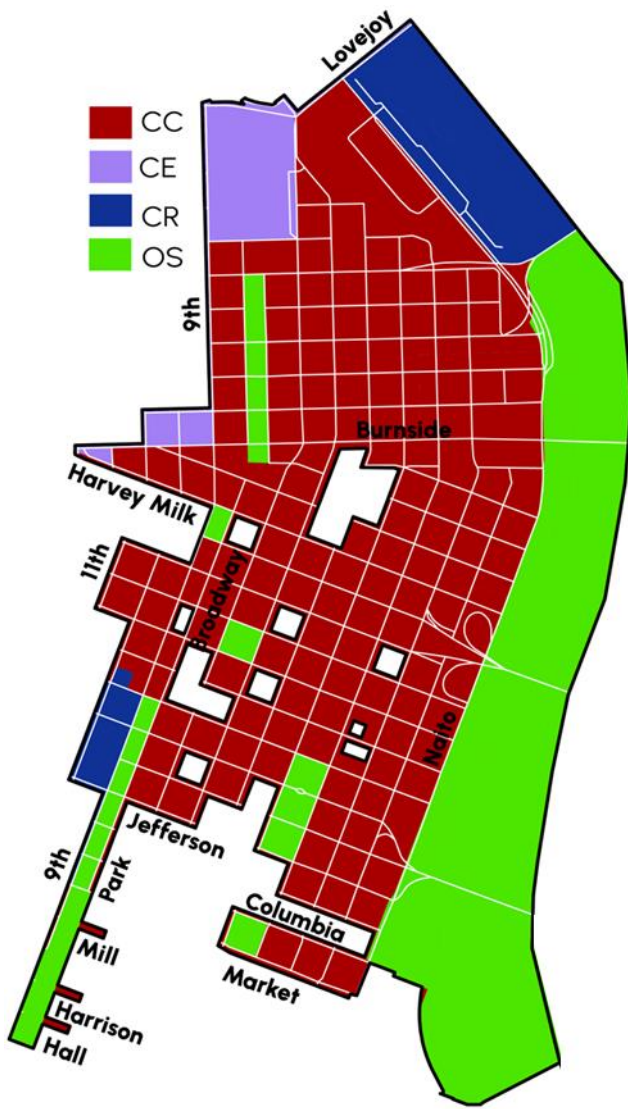 Lovejoy
CC
CE
CR
OS
9th
Burnside
Harvey Milk
11th
Broadway
Naito
Jefferson
9th
Park
Columbia
Mill
Market
Harrison
Hall